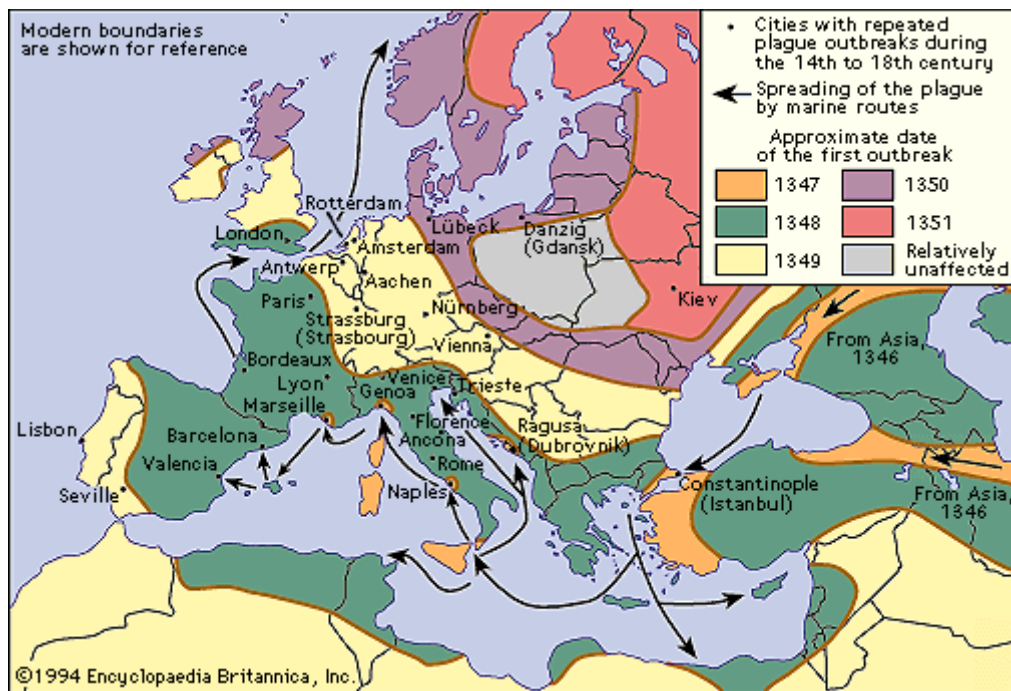 Modern boundaries
are shown for reference
Cities with repeated
plague outbreaks during
the 14th to 18th century
Spreading of the plague
by marine routes
Approximate date
of the first outbreak
1347
1350
1348
1351
1349
Relatively
unaffected
Rotterdam
London
Amsterdam
Lübeck
Danzig
(Gdansk)
Antwerp
Aachen
Paris
Nürnberg
Kiev
Strassburg
(Strasbourg)
Vienna
From Asia,
1346
Bordeaux
Lyon
Venice
Trieste
Genoa
Marseille
Florence
Ragusa
(Dubrovnik)
Lisbon
Barcelona
Ancona
Valencia
Rome
Constantinople
(Istanbul)
Seville
Naples
From Asia,
1346
©1994 Encyclopaedia Britannica, Inc.